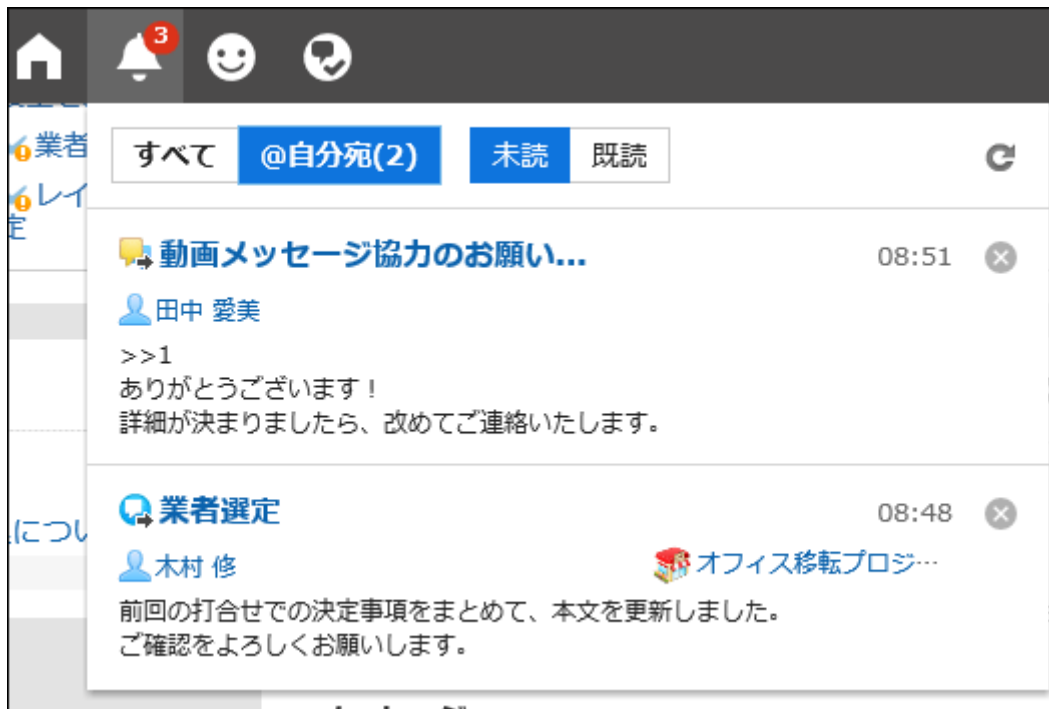 3
業者
レイ
定
すべて @自分宛(2) 未読 既読
動画メッセージ協力のお願い... 08:51
田中 愛美
>>1
ありがとうございます！
詳細が決まりましたら、改めてご連絡いたします。
につい
業者選定 08:48
木村 修 オフィス移転プロジ…
前回の打合せでの決定事項をまとめて、本文を更新しました。
ご確認をよろしくお願いします。